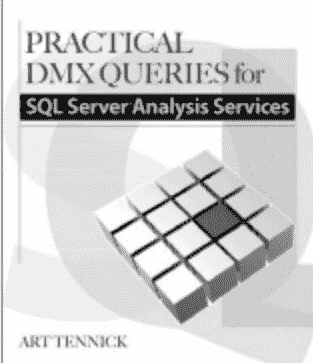 PRACTICAL
DMX QUERIES for
SQL Server Analysis Services
ART TENNICK